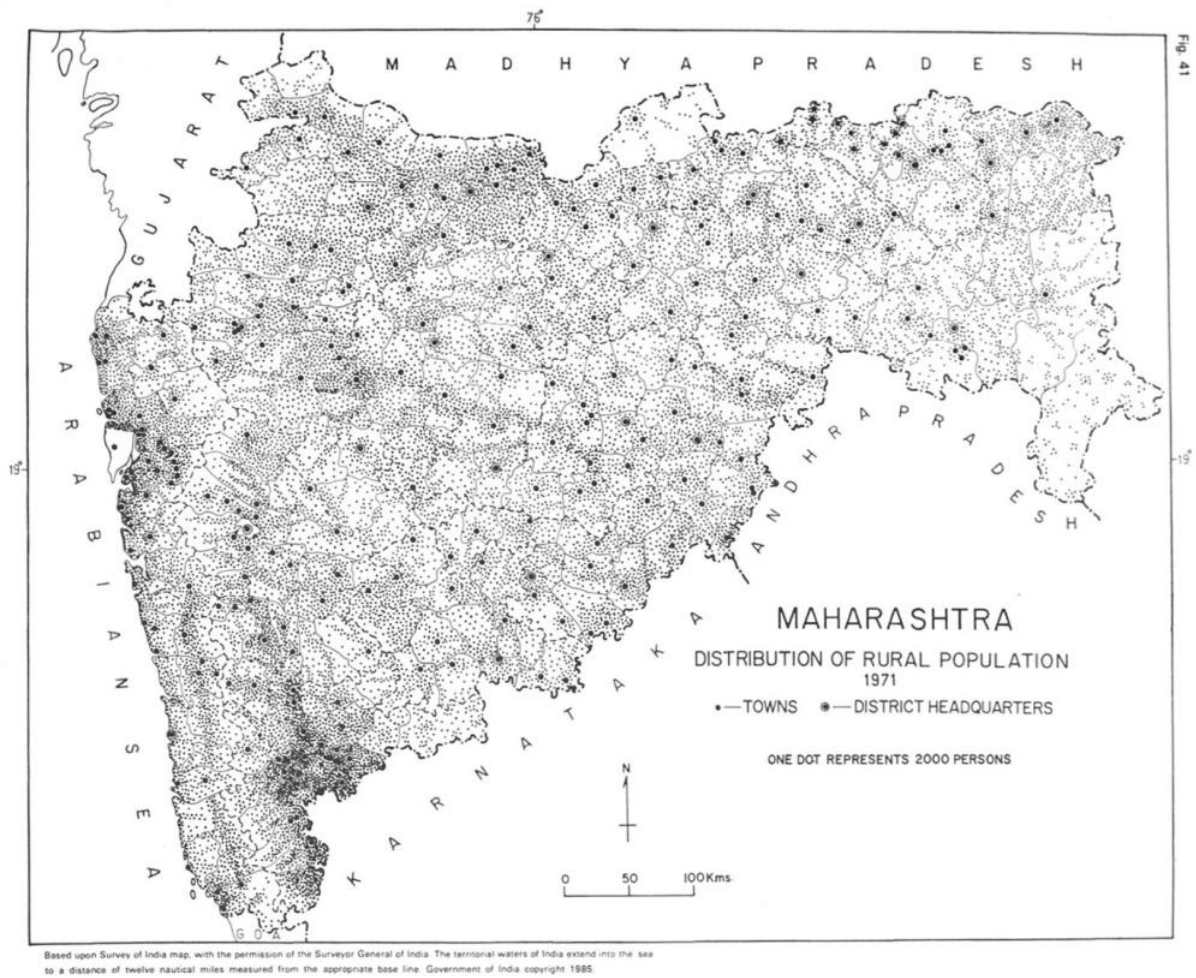 76°
Fig. 41
MADHYA PRADESH
GUJARAT
ARABIAN SEA
19°
19°
ANDHRA PRADESH
KARNATAKA
GOA
MAHARASHTRA
DISTRIBUTION OF RURAL POPULATION
1971
TOWNS
DISTRICT HEADQUARTERS
ONE DOT REPRESENTS 2000 PERSONS
N
0 50 100 Kms.
Based upon Survey of India map, with the permission of the Surveyor General of India. The territorial waters of India extend into the sea
to a distance of twelve nautical miles measured from the appropriate base line. Government of India copyright 1985.